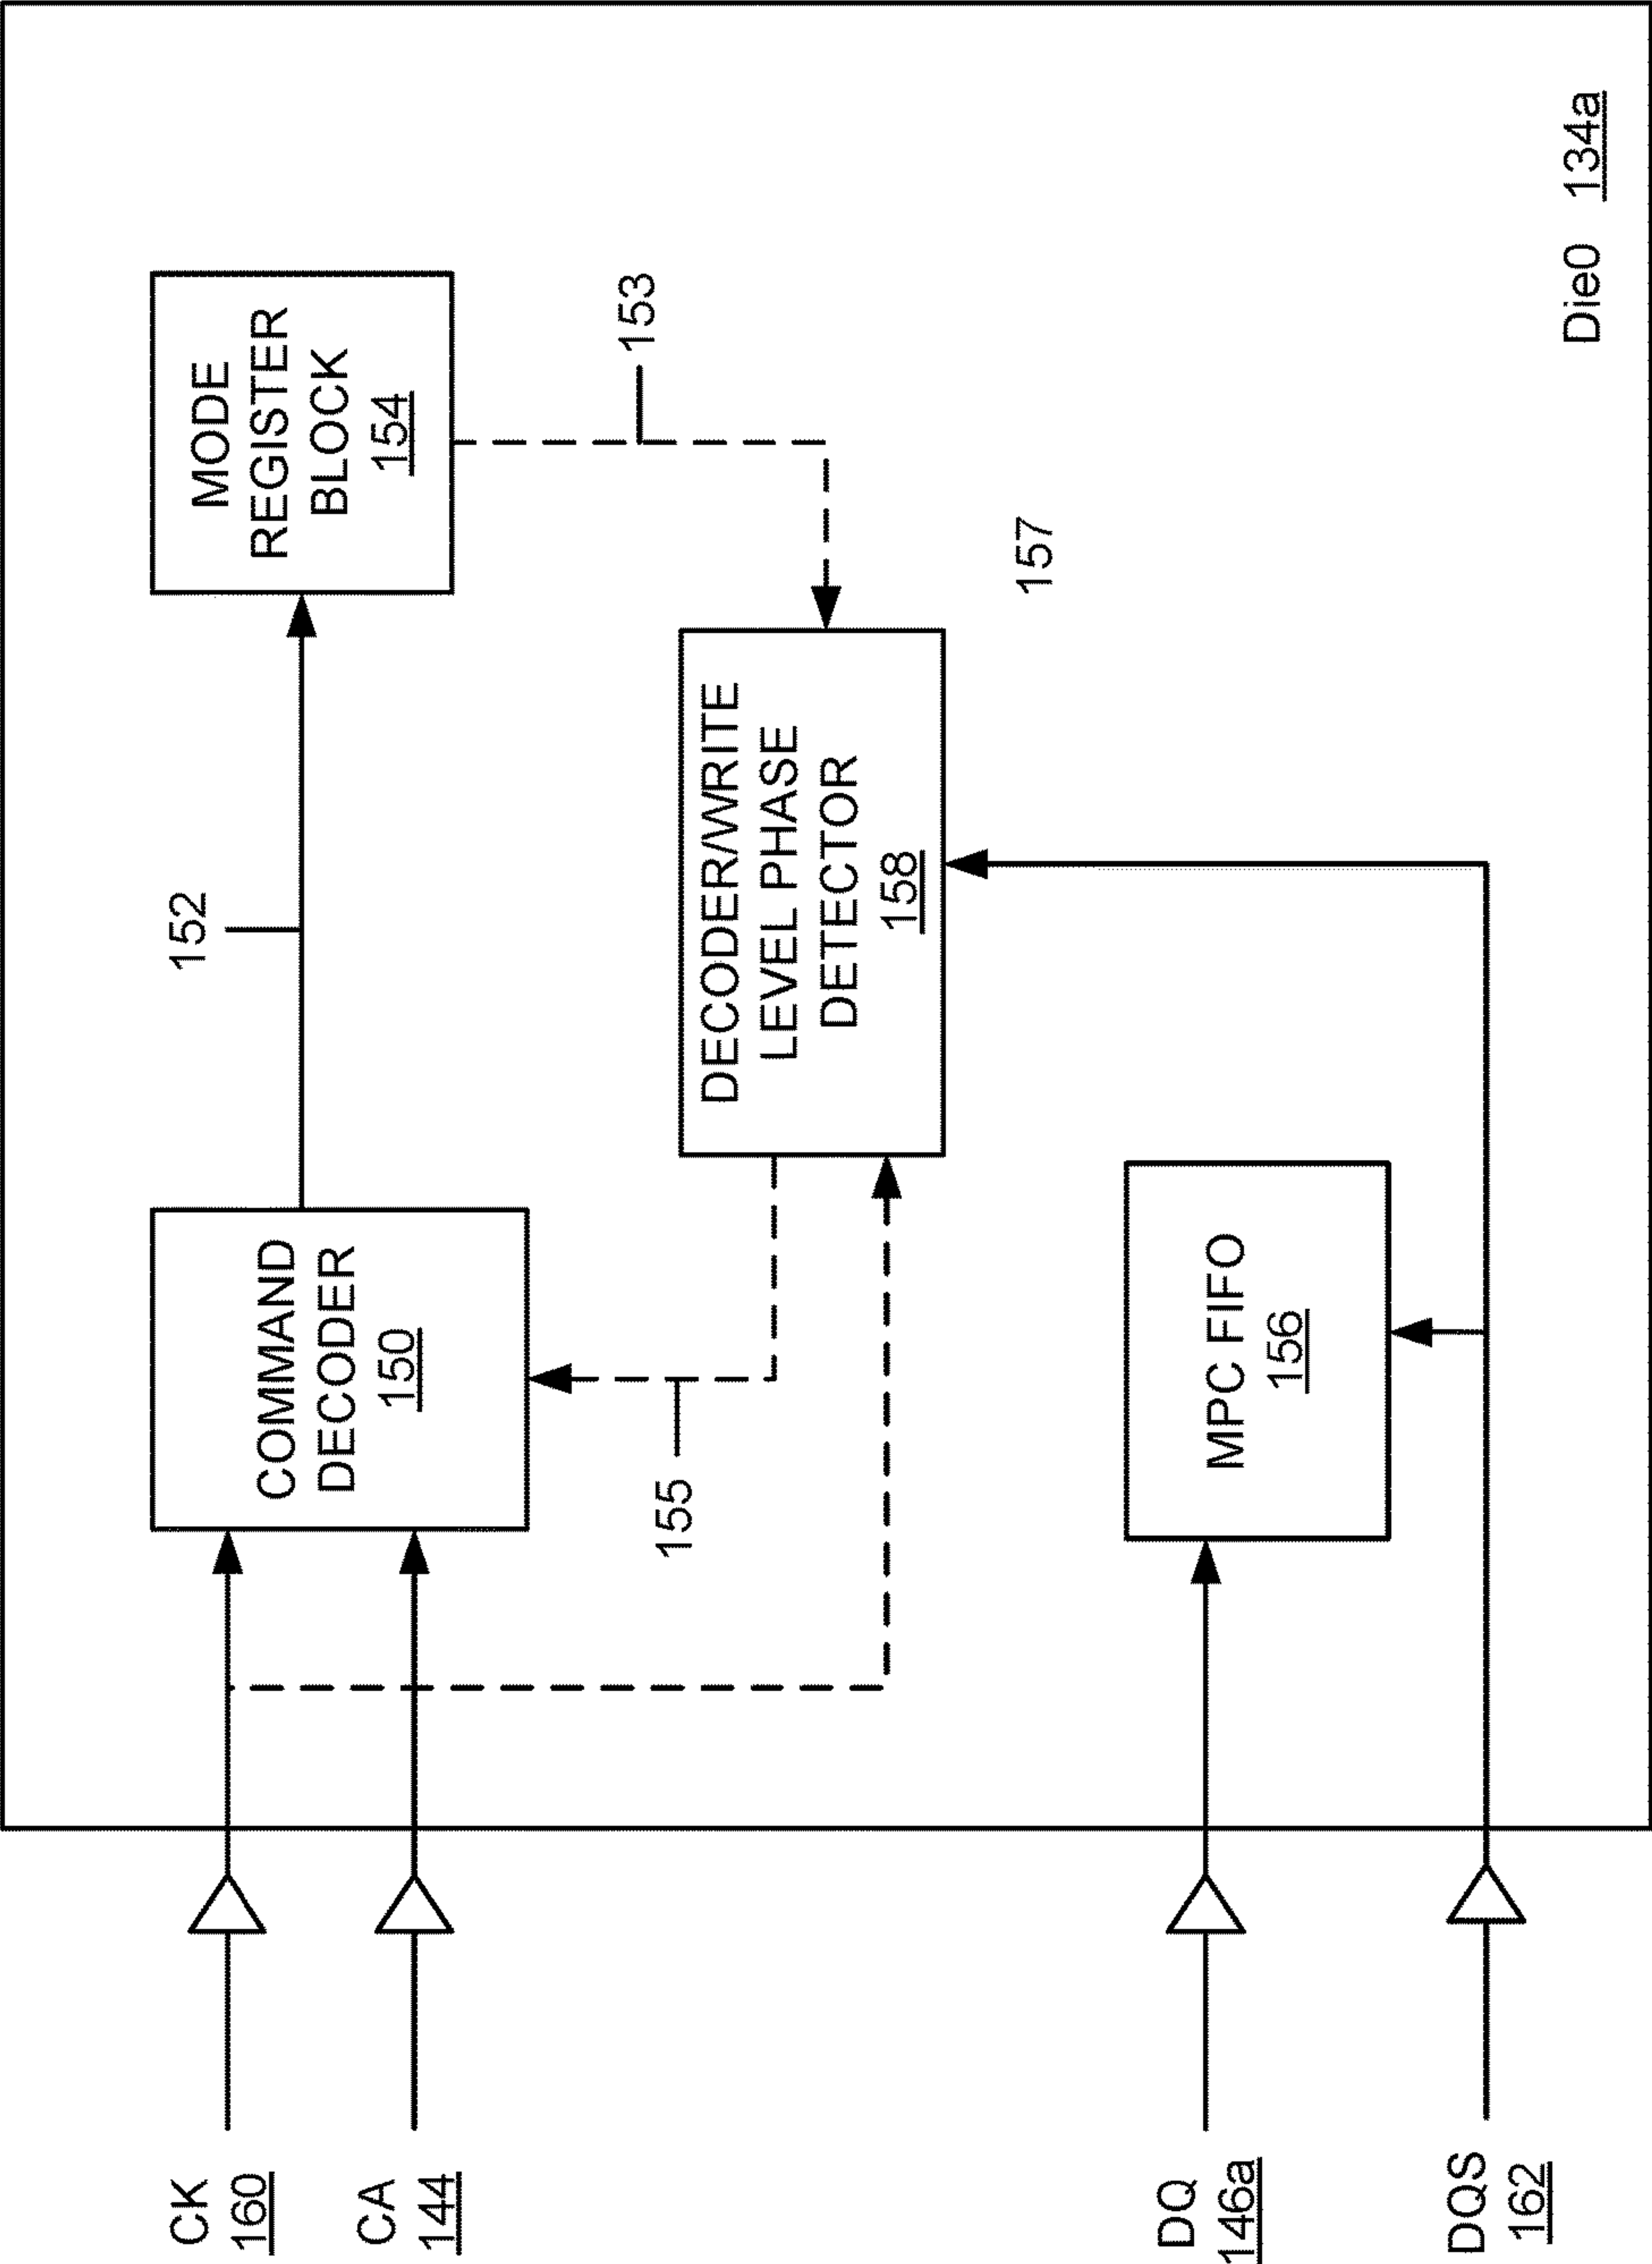 CK
160
CA
144
DQ
146a
DQS
162
COMMAND
DECODER
150
152
MODE
REGISTER
BLOCK
154
153
155
DECODER/WRITE
LEVEL PHASE
DETECTOR
158
157
MPC FIFO
156
Die0 134a